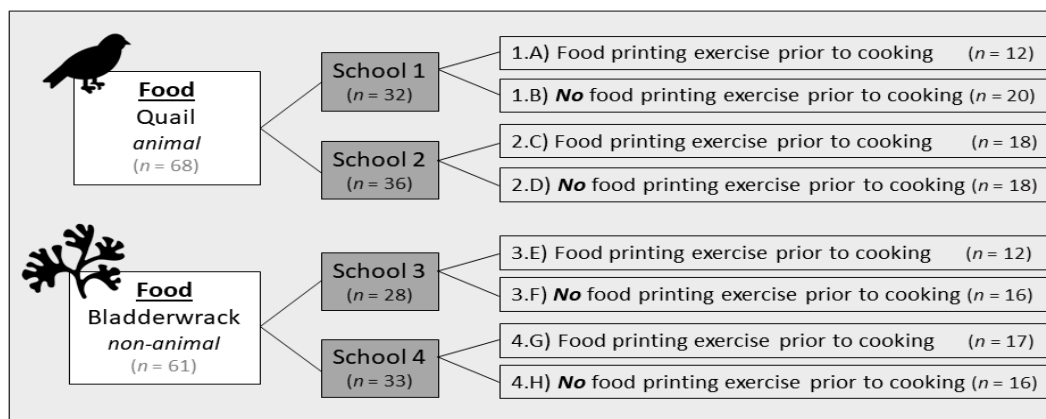 Food
Quail
animal
(n = 68)
School 1
(n = 32)
1.A) Food printing exercise prior to cooking (n = 12)
1.B) No food printing exercise prior to cooking (n = 20)
School 2
(n = 36)
2.C) Food printing exercise prior to cooking (n = 18)
2.D) No food printing exercise prior to cooking (n = 18)
Food
Bladderwrack
non-animal
(n = 61)
School 3
(n = 28)
3.E) Food printing exercise prior to cooking (n = 12)
3.F) No food printing exercise prior to cooking (n = 16)
School 4
(n = 33)
4.G) Food printing exercise prior to cooking (n = 17)
4.H) No food printing exercise prior to cooking (n = 16)